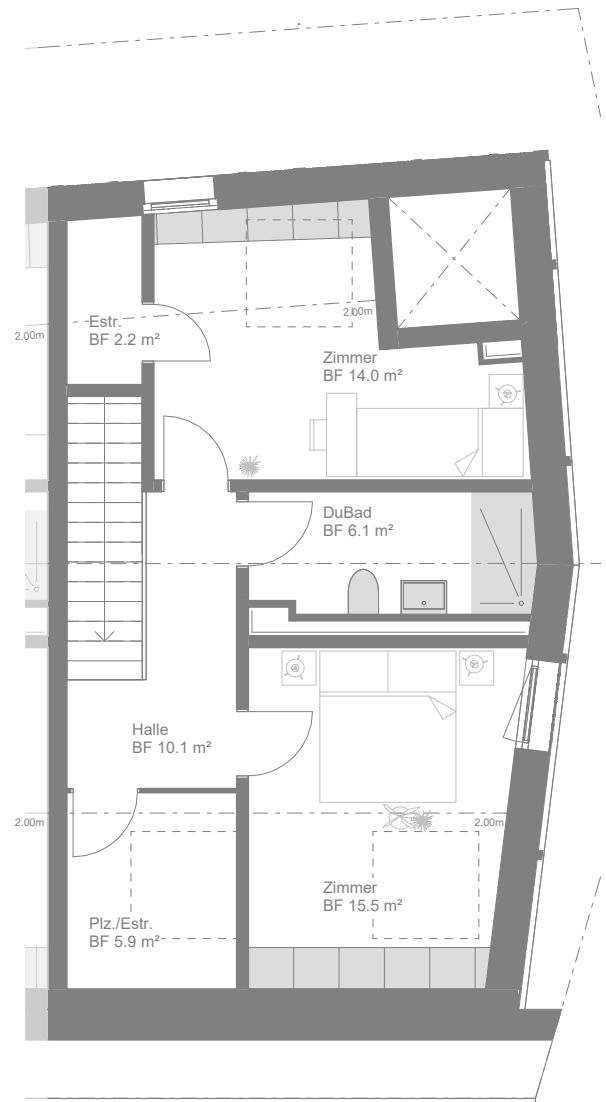 2.00m
Estr.
BF 2.2 m²
2.00m
Zimmer
BF 14.0 m²
DuBad
BF 6.1 m²
Halle
BF 10.1 m²
2.00m
2.00m
Zimmer
BF 15.5 m²
Plz./Estr.
BF 5.9 m²